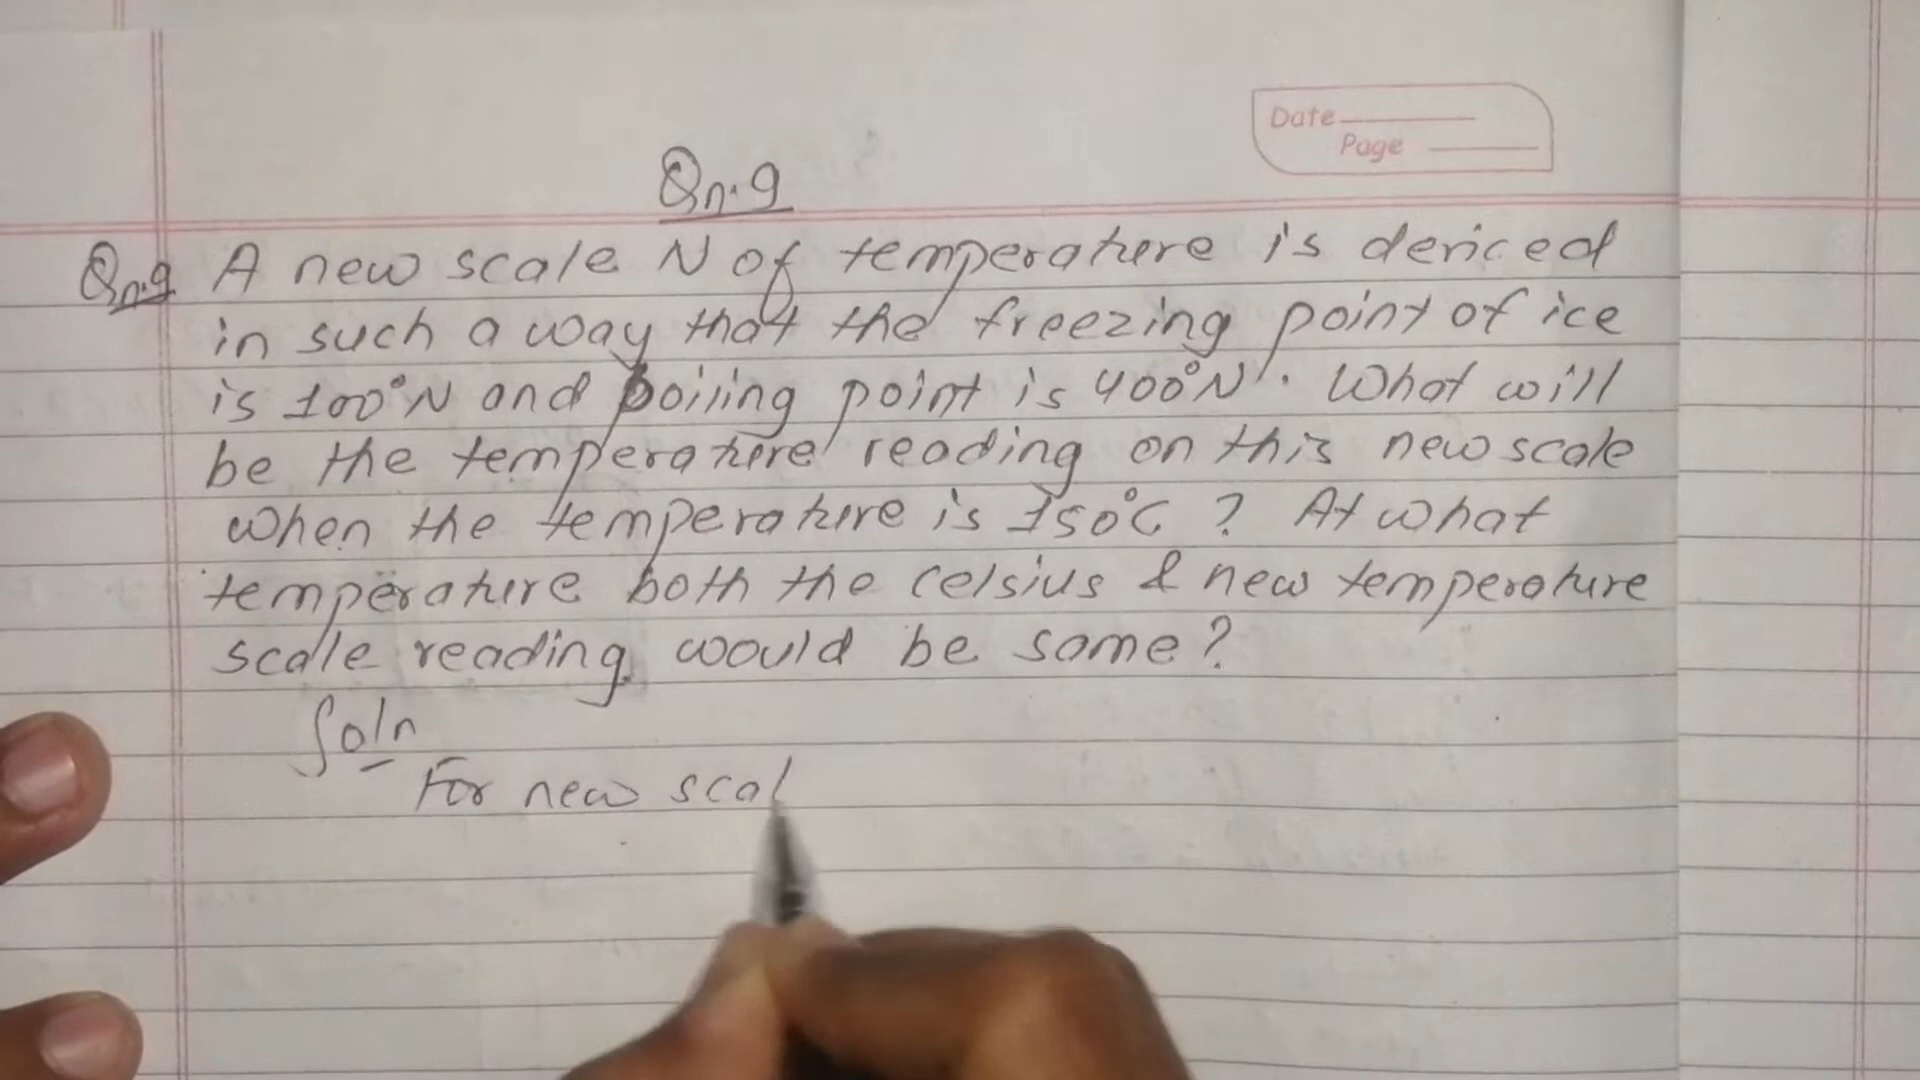 Date
Page
Qn.9
Qn.9 A new scale N of temperature is dericed
in such a way that the freezing point of ice
is 100°N and boiling point is 400°N. What will
be the temperature reading on this new scale
when the temperature is 150°C ? At what
temperature both the celsius & new temperature
scale reading would be same?
Soln
For new scal